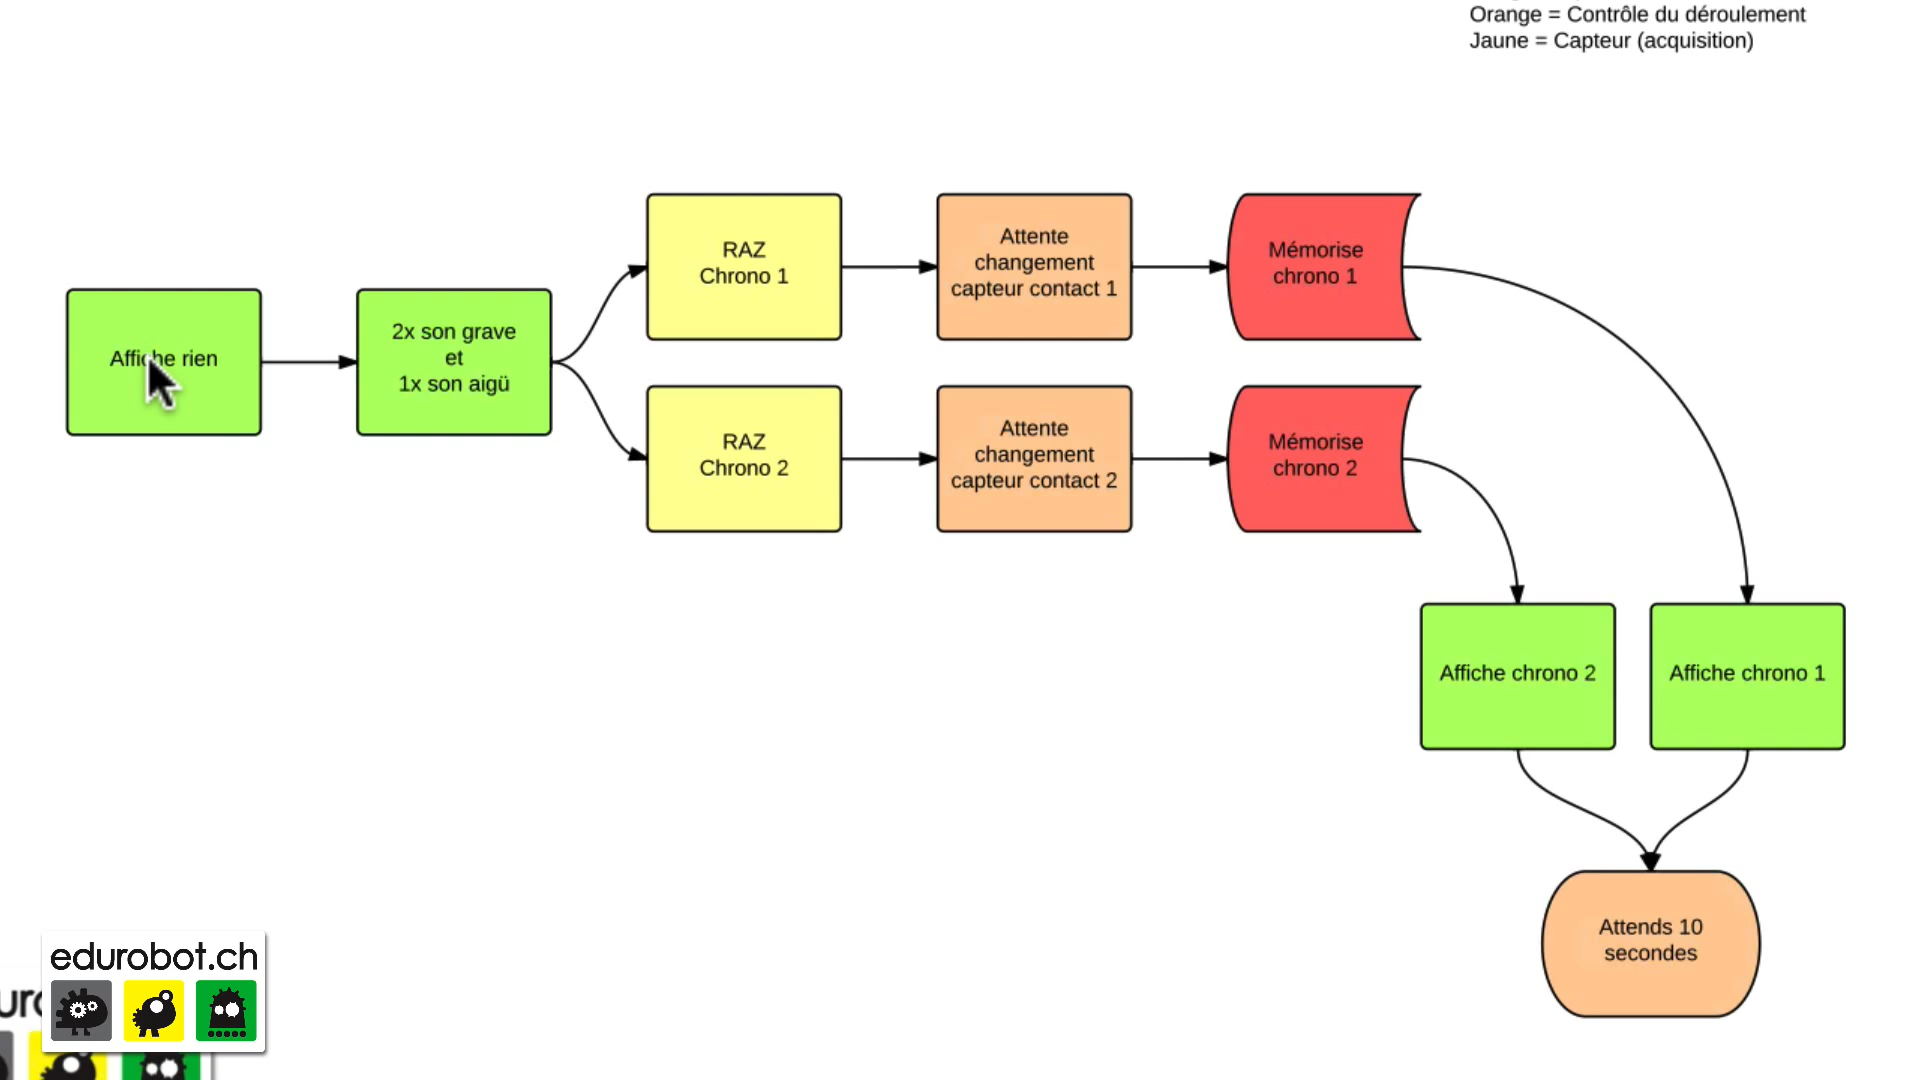 Orange = Contrôle du déroulement
Jaune = Capteur (acquisition)
RAZ
Chrono 1
Attente
changement
capteur contact 1
Mémorise
chrono 1
Affiche rien
2x son grave
et
1x son aigü
RAZ
Chrono 2
Attente
changement
capteur contact 2
Mémorise
chrono 2
Affiche chrono 2
Affiche chrono 1
Attends 10
secondes
edurobot.ch